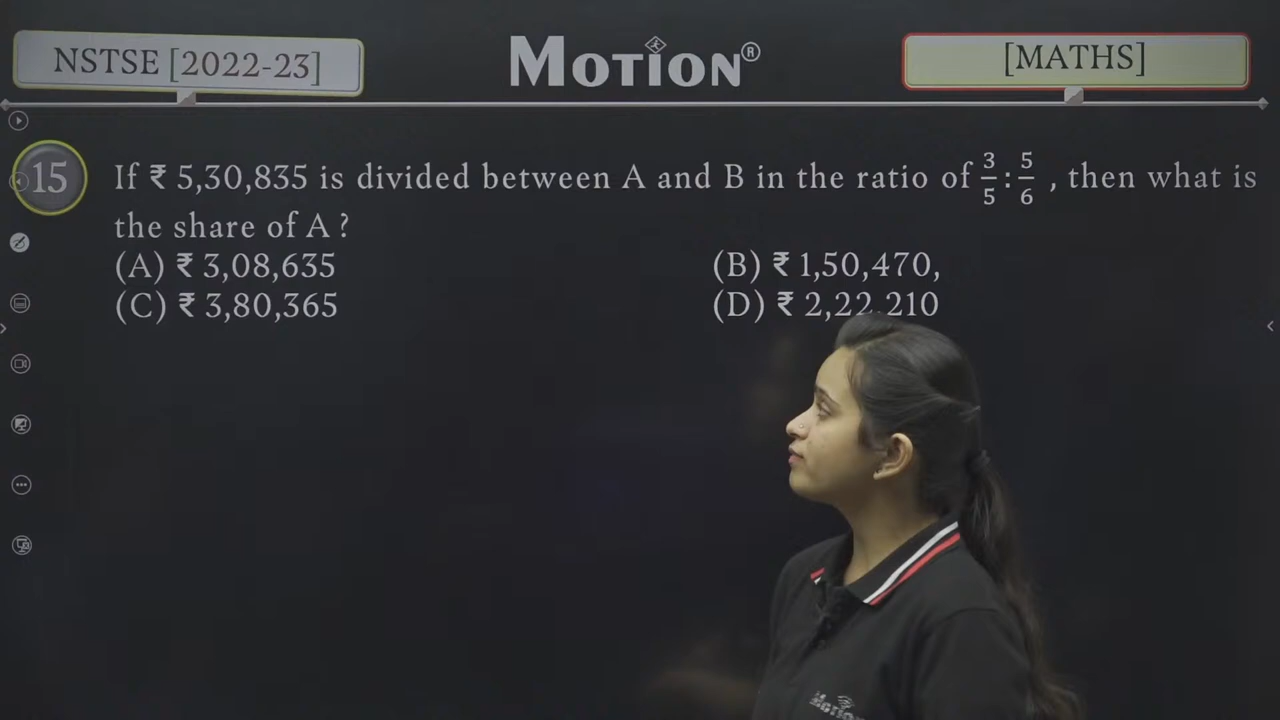 NSTSE [2022-23]
MOTION®
[MATHS]
15
If ₹ 5,30,835 is divided between A and B in the ratio of 3/5 : 5/6 , then what is
the share of A ?
(A) ₹ 3,08,635
(B) ₹ 1,50,470,
(C) ₹ 3,80,365
(D) ₹ 2,22,210
Motion